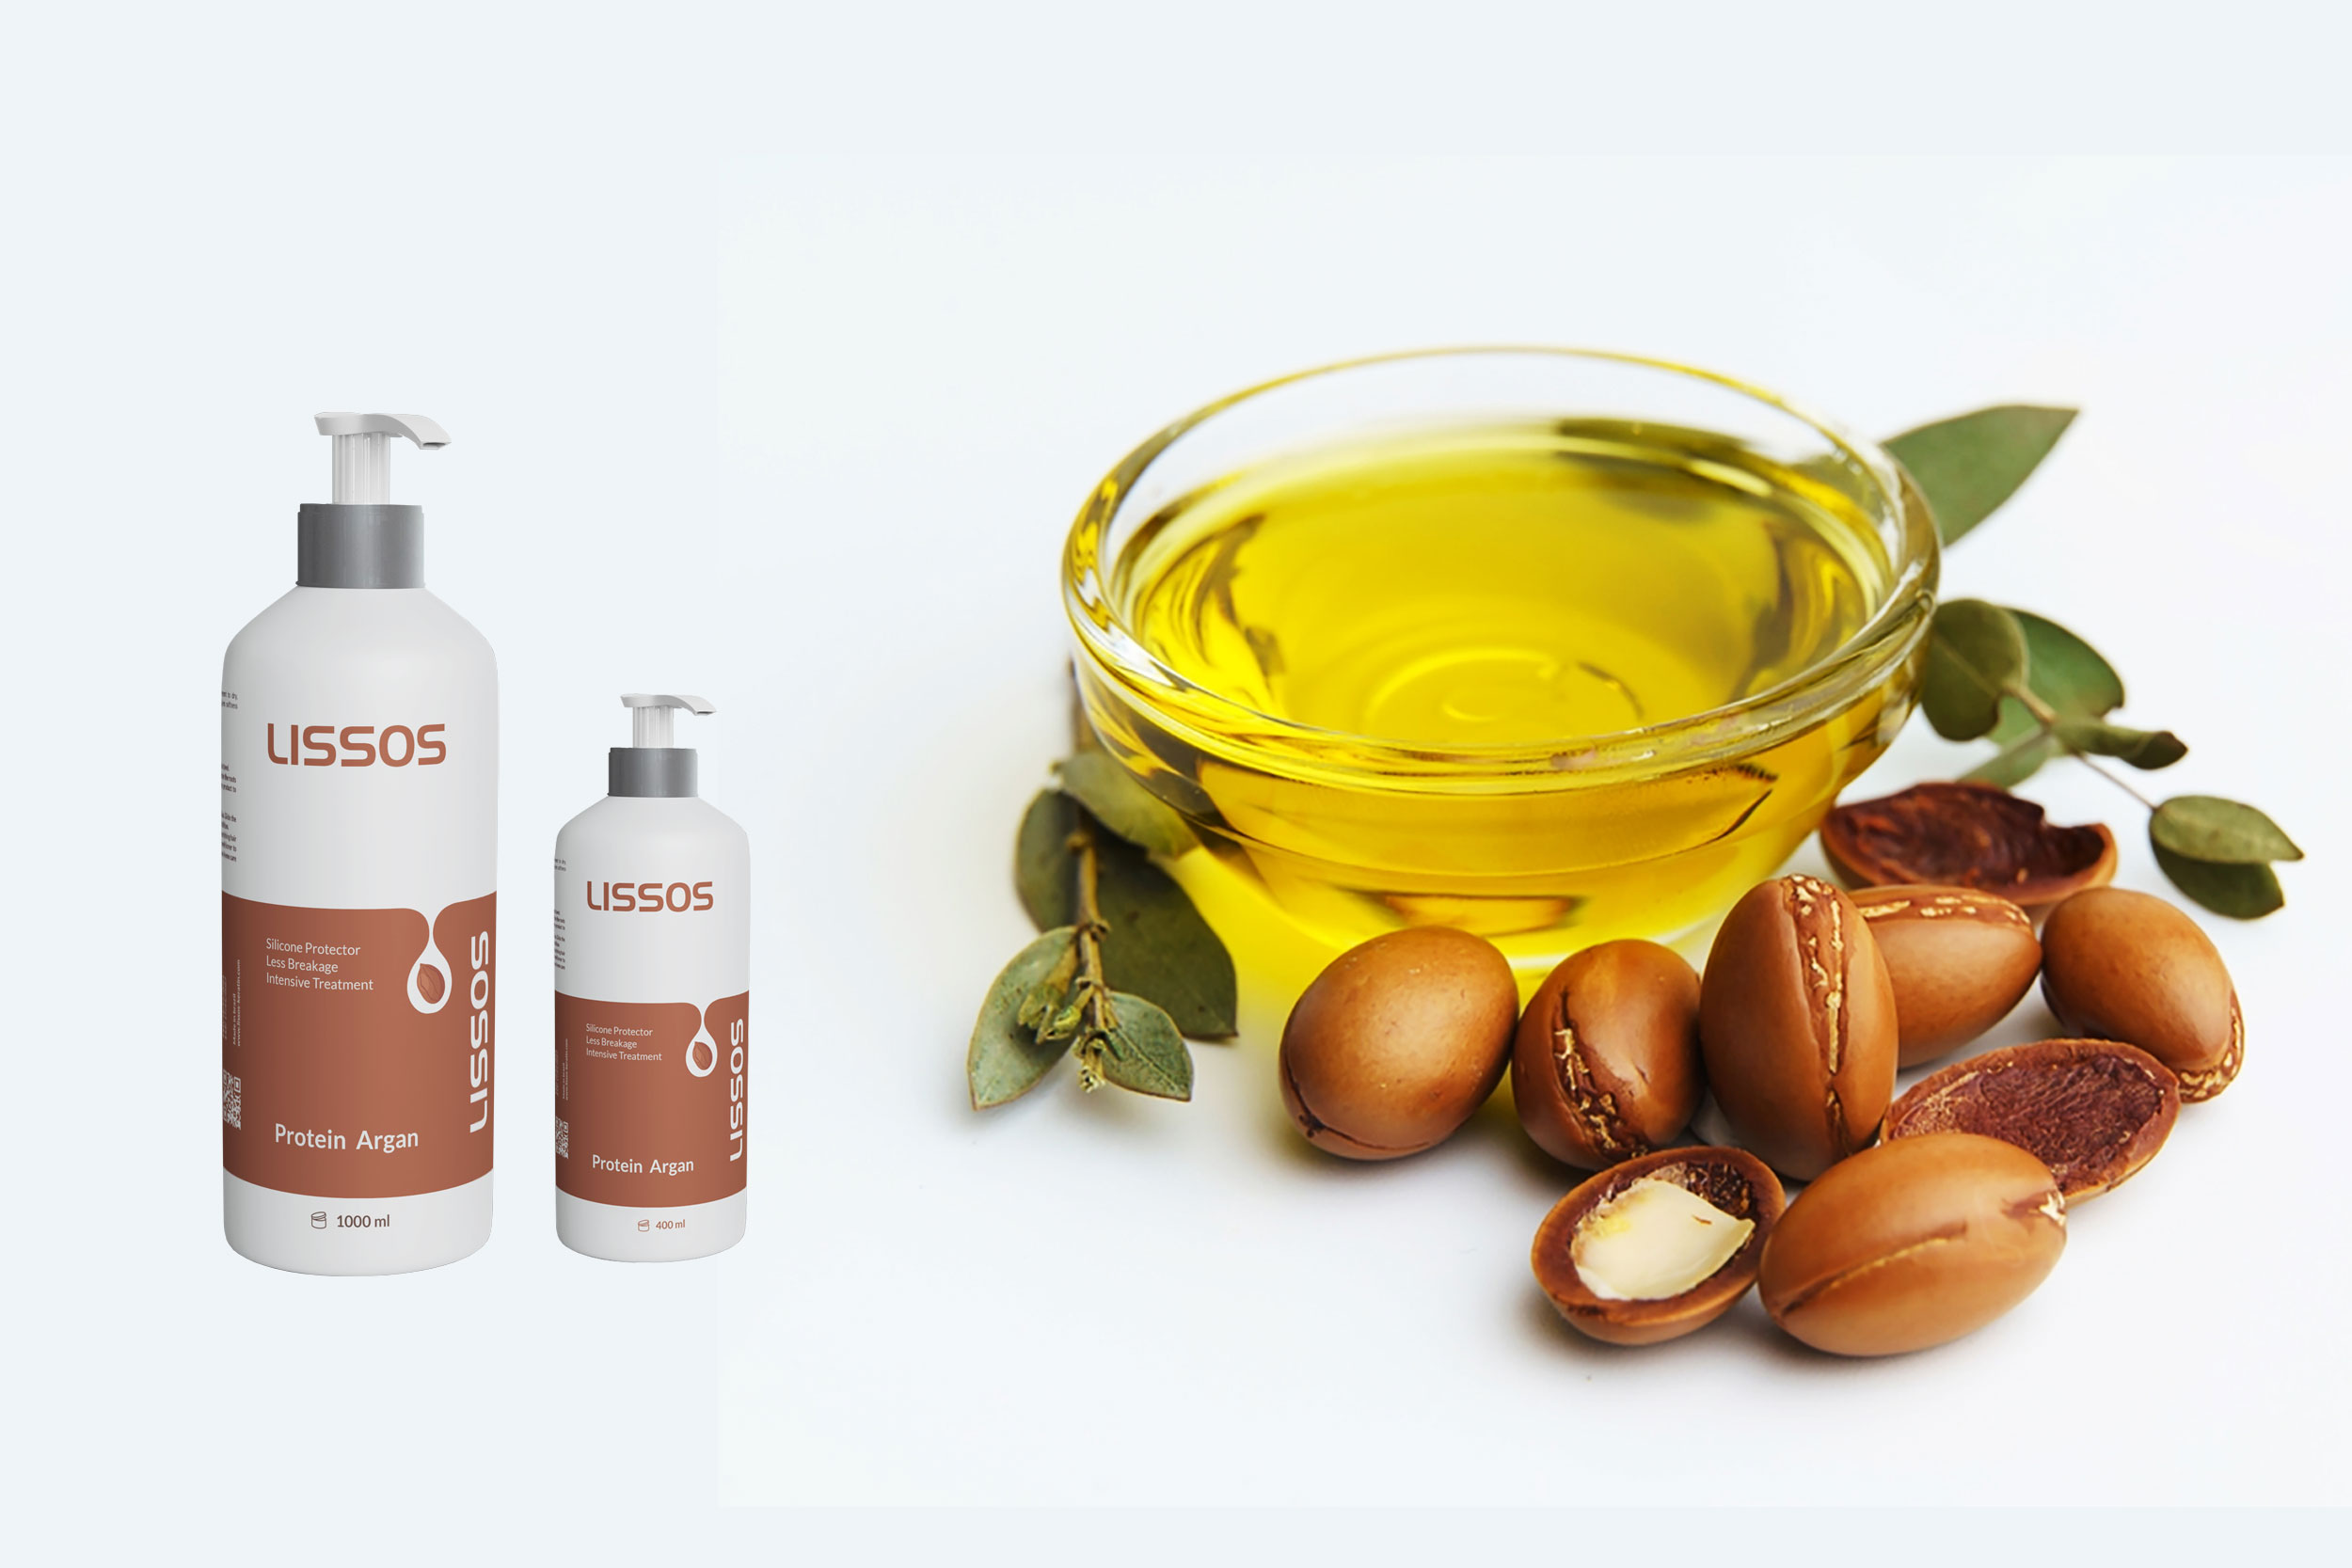 LISSOS
Silicone Protector
Less Breakage
Intensive Treatment
LISSOS
Protein Argan
1000 ml
LISSOS
Silicone Protector
Less Breakage
Intensive Treatment
LISSOS
Protein Argan
400 ml